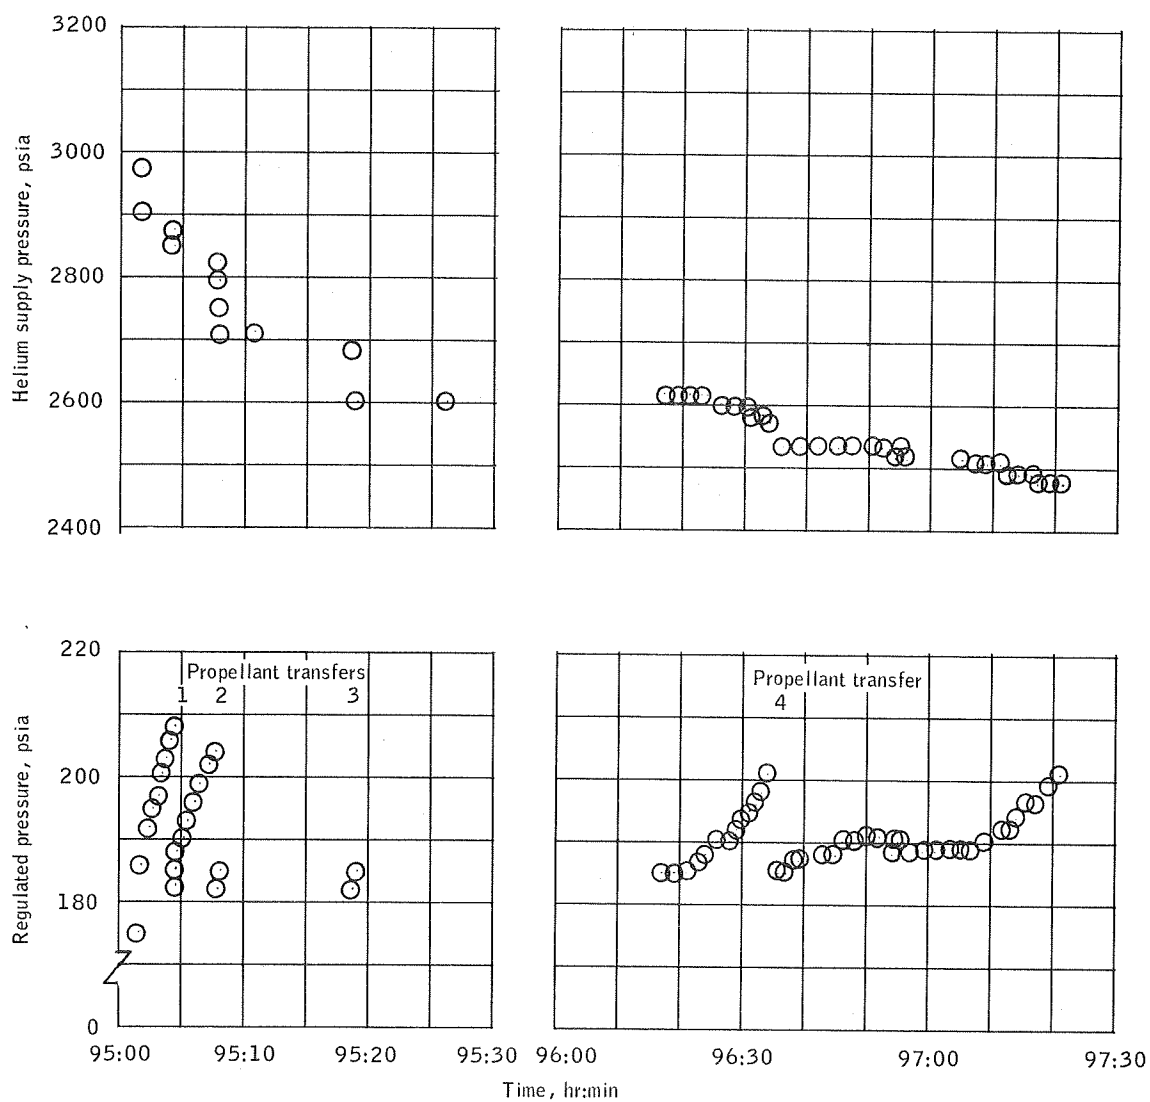 3200
3000
2800
2600
2400
Helium supply pressure, psia
220
200
180
0
Regulated pressure, psia
Propellant transfers
1 2 3
Propellant transfer
4
95:00 95:10 95:20 95:30 96:00 96:30 97:00 97:30
Time, hr:min